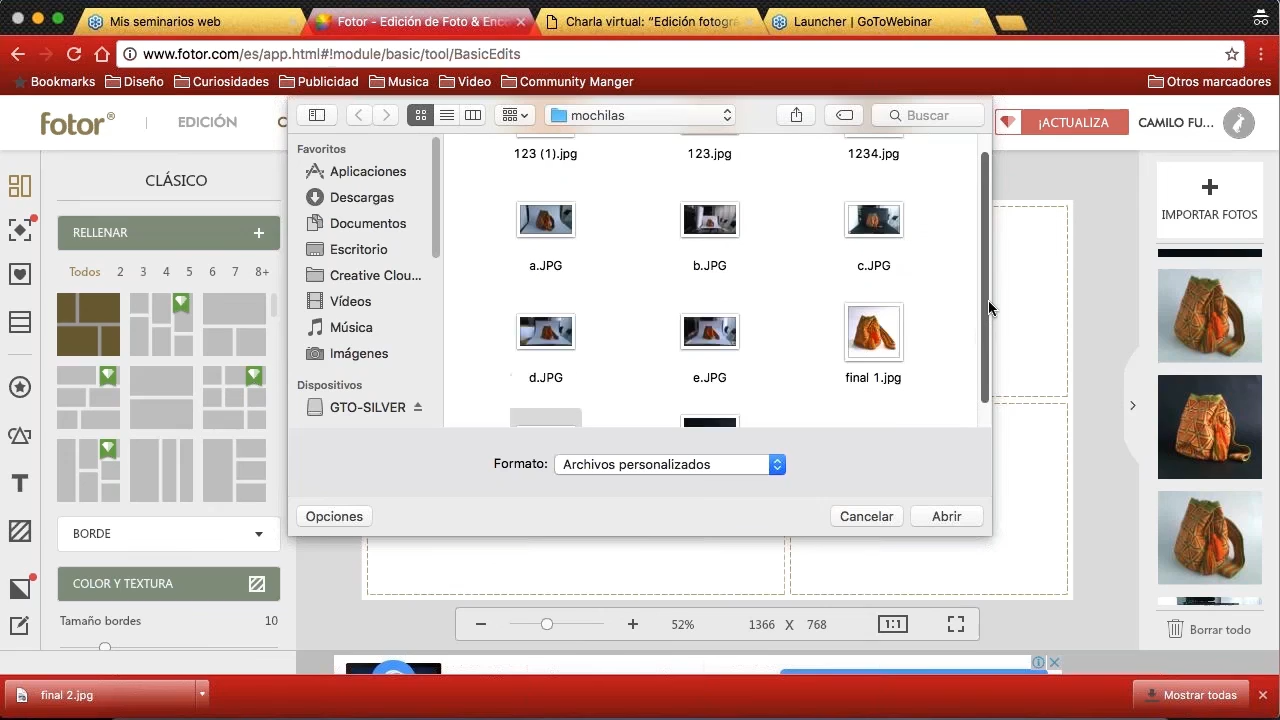 Mis seminarios web
Fotor - Edición de Foto & Enco
Charla virtual: “Edición fotográ
Launcher | GoToWebinar
www.fotor.com/es/app.html#!module/basic/tool/BasicEdits
Bookmarks
Diseño
Curiosidades
Publicidad
Musica
Video
Community Manger
Otros marcadores
fotor®
EDICIÓN
C
mochilas
Buscar
¡ACTUALIZA
CAMILO FU...
CLÁSICO
RELLENAR
Todos 2 3 4 5 6 7 8+
BORDE
COLOR Y TEXTURA
Tamaño bordes 10
Favoritos
Aplicaciones
Descargas
Documentos
Escritorio
Creative Clou...
Vídeos
Música
Imágenes
Dispositivos
GTO-SILVER
123 (1).jpg
123.jpg
1234.jpg
a.JPG
b.JPG
c.JPG
d.JPG
e.JPG
final 1.jpg
Formato: Archivos personalizados
Opciones
Cancelar
Abrir
IMPORTAR FOTOS
Borrar todo
52%
1366 X 768
1:1
final 2.jpg
Mostrar todas